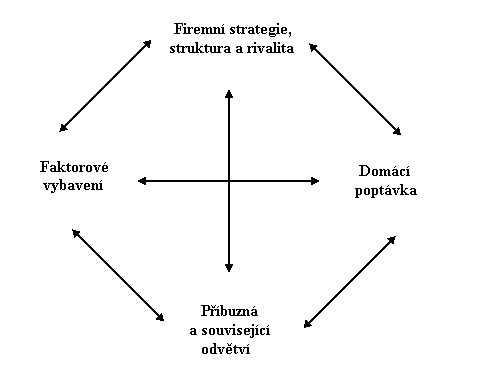 Firemní strategie,
struktura a rivalita
Faktorové
vybavení
Domácí
poptávka
Příbuzná
a související
odvětví